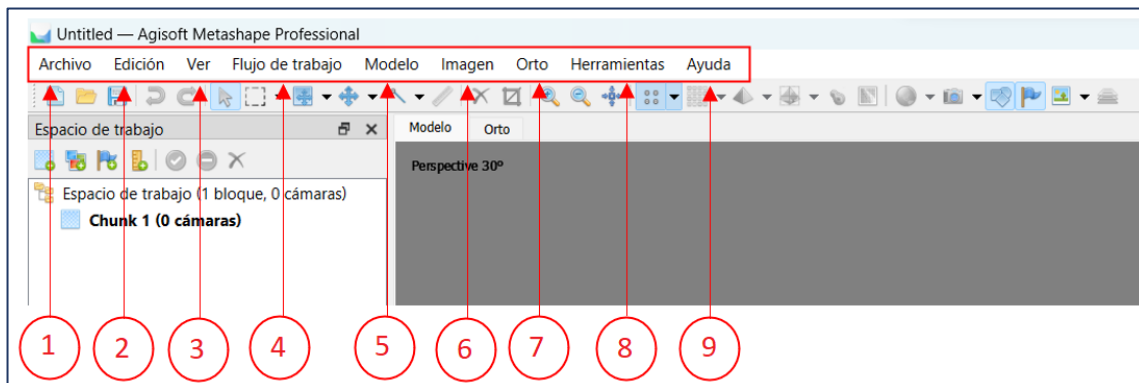 Untitled — Agisoft Metashape Professional
Archivo Edición Ver Flujo de trabajo Modelo Imagen Orto Herramientas Ayuda
Espacio de trabajo
Modelo Orto
Perspective 30°
Espacio de trabajo (1 bloque, 0 cámaras)
Chunk 1 (0 cámaras)
1 2 3 4 5 6 7 8 9